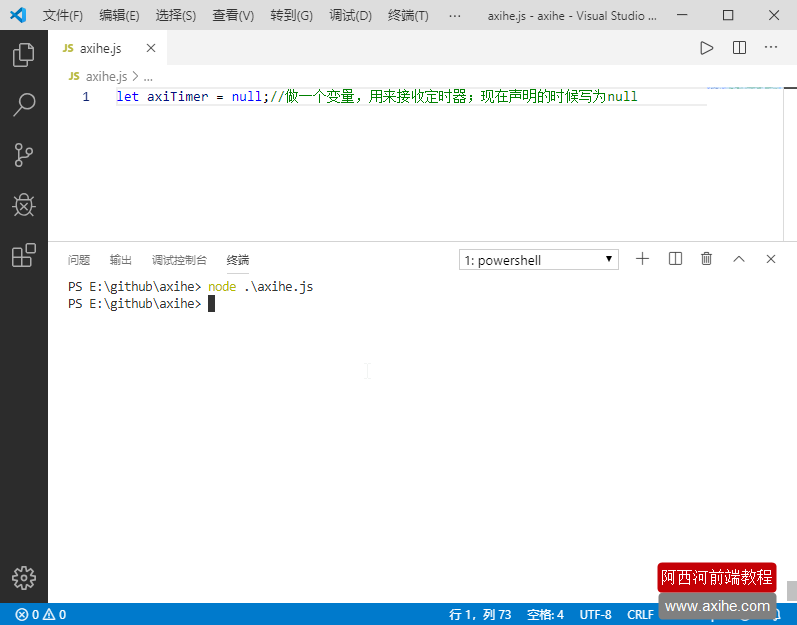 文件(F) 编辑(E) 选择(S) 查看(V) 转到(G) 调试(D) 终端(T) ··· axihe.js - axihe - Visual Studio ...
JS axihe.js
JS axihe.js > ...
1 let axiTimer = null;//做一个变量，用来接收定时器；现在声明的时候写为null
问题 输出 调试控制台 终端 1: powershell
PS E:\github\axihe> node .\axihe.js
PS E:\github\axihe>
阿西河前端教程
www.axihe.com
0 0 行 1，列 73 空格: 4 UTF-8 CRLF